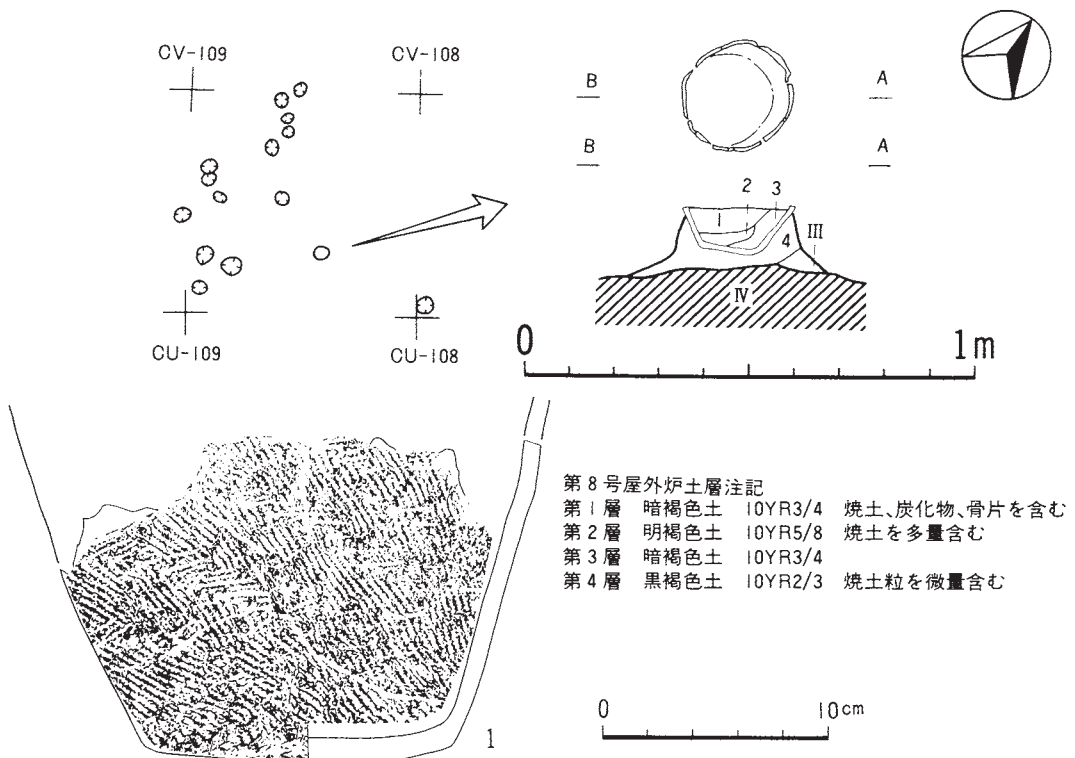 CV-109 CV-108
B A
B A
2 3
1
4 III
IV
CU-109 CU-108
0 1m
第8号屋外炉土層注記
第1層 暗褐色土 10YR3/4 焼土、炭化物、骨片を含む
第2層 明褐色土 10YR5/8 焼土を多量含む
第3層 暗褐色土 10YR3/4
第4層 黒褐色土 10YR2/3 焼土粒を微量含む
1
0 10cm